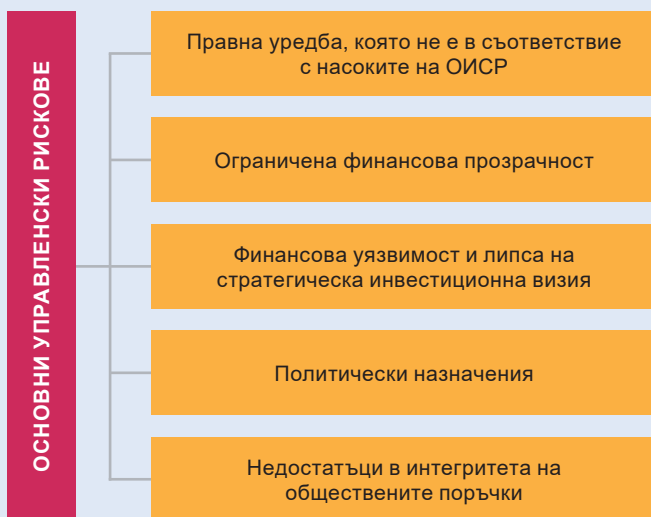 ОСНОВНИ УПРАВЛЕНСКИ РИСКОВЕ
Правна уредба, която не е в съответствие
с насоките на ОИСР
Ограничена финансова прозрачност
Финансова уязвимост и липса на
стратегическа инвестиционна визия
Политически назначения
Недостатъци в интегритета на
обществените поръчки